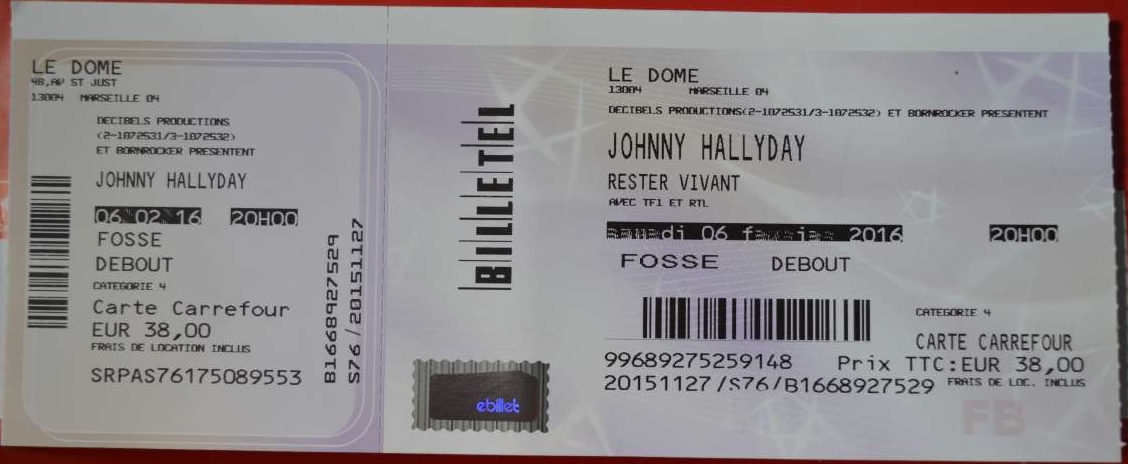 LE DOME
48,AV ST JUST
13004 MARSEILLE 04
DECIBELS PRODUCTIONS
(2-1072531/3-1072532)
ET BORNROCKER PRESENTENT
JOHNNY HALLYDAY
06 02 16 20H00
FOSSE
DEBOUT
CATEGORIE 4
Carte Carrefour
EUR 38,00
FRAIS DE LOCATION INCLUS
SRPAS76175089553
B1668927529
S76/20151127
BILLETEL
ebillet
LE DOME
13004 MARSEILLE 04
DECIBELS PRODUCTIONS(2-1072531/3-1072532) ET BORNROCKER PRESENTENT
JOHNNY HALLYDAY
RESTER VIVANT
AVEC TF1 ET RTL
samedi 06 fevrier 2016 20H00
FOSSE DEBOUT
CATEGORIE 4
CARTE CARREFOUR
99689275259148 Prix TTC:EUR 38,00
20151127/S76/B1668927529 FRAIS DE LOC. INCLUS
FB